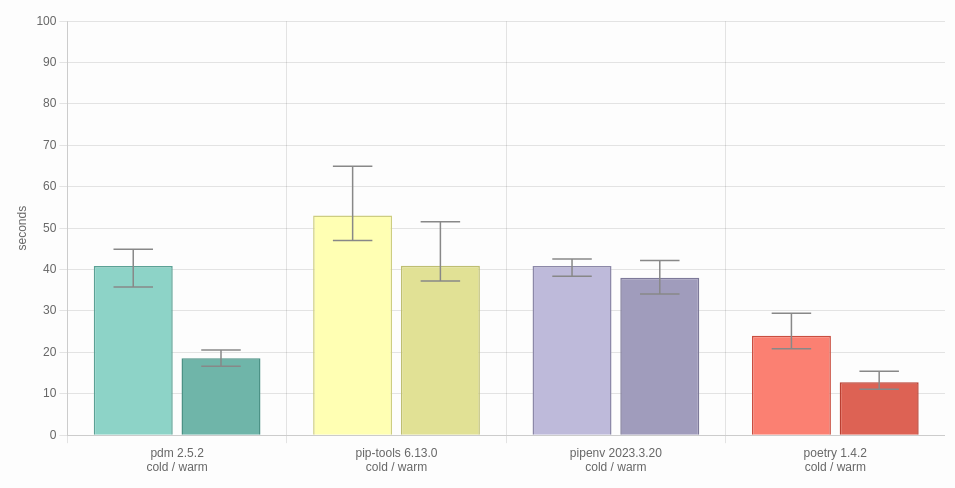 100
90
80
70
60
50
40
30
20
10
0
seconds
pdm 2.5.2
cold / warm
pip-tools 6.13.0
cold / warm
pipenv 2023.3.20
cold / warm
poetry 1.4.2
cold / warm